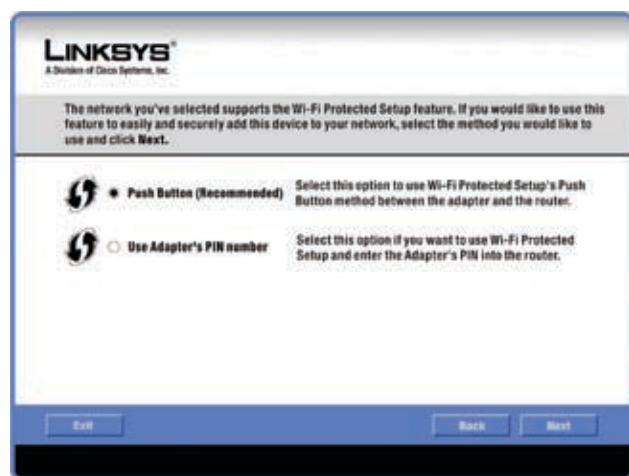 LINKSYS®
A Division of Cisco Systems, Inc.
The network you've selected supports the Wi-Fi Protected Setup feature. If you would like to use this
feature to easily and securely add this device to your network, select the method you would like to
use and click Next.
Push Button (Recommended)
Select this option to use Wi-Fi Protected Setup's Push
Button method between the adapter and the router.
Use Adapter's PIN number
Select this option if you want to use Wi-Fi Protected
Setup and enter the Adapter's PIN into the router.
Exit
Back
Next